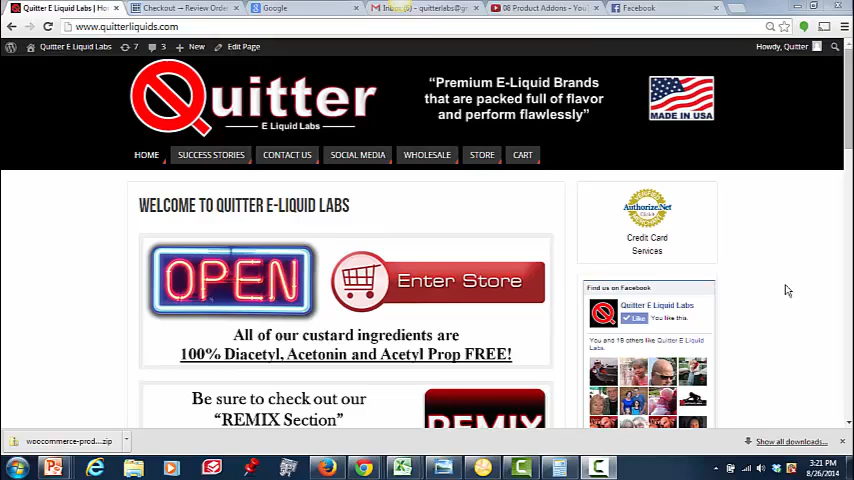 Quitter E Liquid Labs | Ho
Checkout → Review Order
Google
Inbox (6) - quitterlabs@gm
08 Product Addons - You
Facebook
www.quitterliquids.com
Quitter E Liquid Labs
7
3
New
Edit Page
Howdy, Quitter
Quitter
E Liquid Labs
“Premium E-Liquid Brands
that are packed full of flavor
and perform flawlessly”
MADE IN USA
HOME
SUCCESS STORIES
CONTACT US
SOCIAL MEDIA
WHOLESALE
STORE
CART
WELCOME TO QUITTER E-LIQUID LABS
OPEN
Enter Store
All of our custard ingredients are
100% Diacetyl, Acetonin and Acetyl Prop FREE!
Be sure to check out our
“REMIX Section”
REMIX
Authorize.Net
Credit Card
Services
Find us on Facebook
Quitter E Liquid Labs
Like
You like this.
You and 18 others like Quitter E Liquid
Labs.
woocommerce-prod....zip
Show all downloads...
3:21 PM
8/26/2014